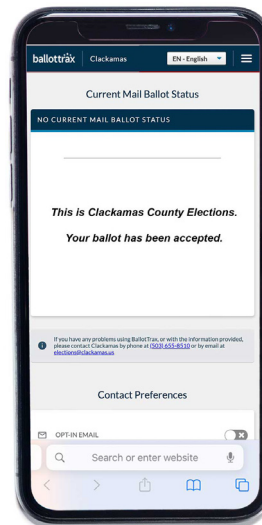 ballottrax Clackamas EN - English
Current Mail Ballot Status
NO CURRENT MAIL BALLOT STATUS
This is Clackamas County Elections.
Your ballot has been accepted.
If you have any problems using BallotTrax, or with the information provided,
please contact Clackamas by phone at (503) 655-8510 or by email at
elections@clackamas.us
Contact Preferences
OPT-IN EMAIL
Search or enter website